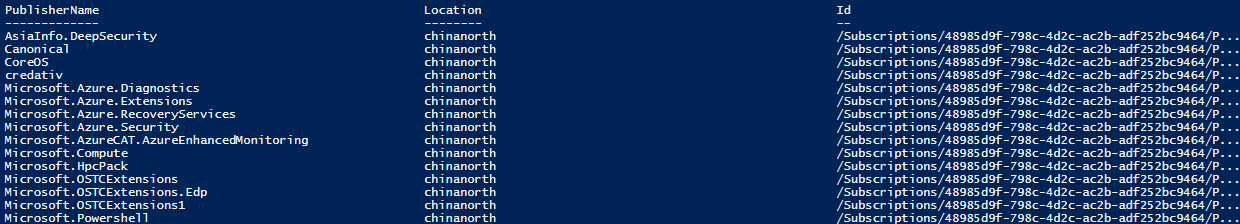 PublisherName Location Id
------------- -------- --
AsiaInfo.DeepSecurity chinanorth /Subscriptions/48985d9f-798c-4d2c-ac2b-adf252bc9464/P...
Canonical chinanorth /Subscriptions/48985d9f-798c-4d2c-ac2b-adf252bc9464/P...
CoreOS chinanorth /Subscriptions/48985d9f-798c-4d2c-ac2b-adf252bc9464/P...
credativ chinanorth /Subscriptions/48985d9f-798c-4d2c-ac2b-adf252bc9464/P...
Microsoft.Azure.Diagnostics chinanorth /Subscriptions/48985d9f-798c-4d2c-ac2b-adf252bc9464/P...
Microsoft.Azure.Extensions chinanorth /Subscriptions/48985d9f-798c-4d2c-ac2b-adf252bc9464/P...
Microsoft.Azure.RecoveryServices chinanorth /Subscriptions/48985d9f-798c-4d2c-ac2b-adf252bc9464/P...
Microsoft.Azure.Security chinanorth /Subscriptions/48985d9f-798c-4d2c-ac2b-adf252bc9464/P...
Microsoft.AzureCAT.AzureEnhancedMonitoring chinanorth /Subscriptions/48985d9f-798c-4d2c-ac2b-adf252bc9464/P...
Microsoft.Compute chinanorth /Subscriptions/48985d9f-798c-4d2c-ac2b-adf252bc9464/P...
Microsoft.HpcPack chinanorth /Subscriptions/48985d9f-798c-4d2c-ac2b-adf252bc9464/P...
Microsoft.OSTCExtensions chinanorth /Subscriptions/48985d9f-798c-4d2c-ac2b-adf252bc9464/P...
Microsoft.OSTCExtensions.Edp chinanorth /Subscriptions/48985d9f-798c-4d2c-ac2b-adf252bc9464/P...
Microsoft.OSTCExtensions1 chinanorth /Subscriptions/48985d9f-798c-4d2c-ac2b-adf252bc9464/P...
Microsoft.Powershell chinanorth /Subscriptions/48985d9f-798c-4d2c-ac2b-adf252bc9464/P...